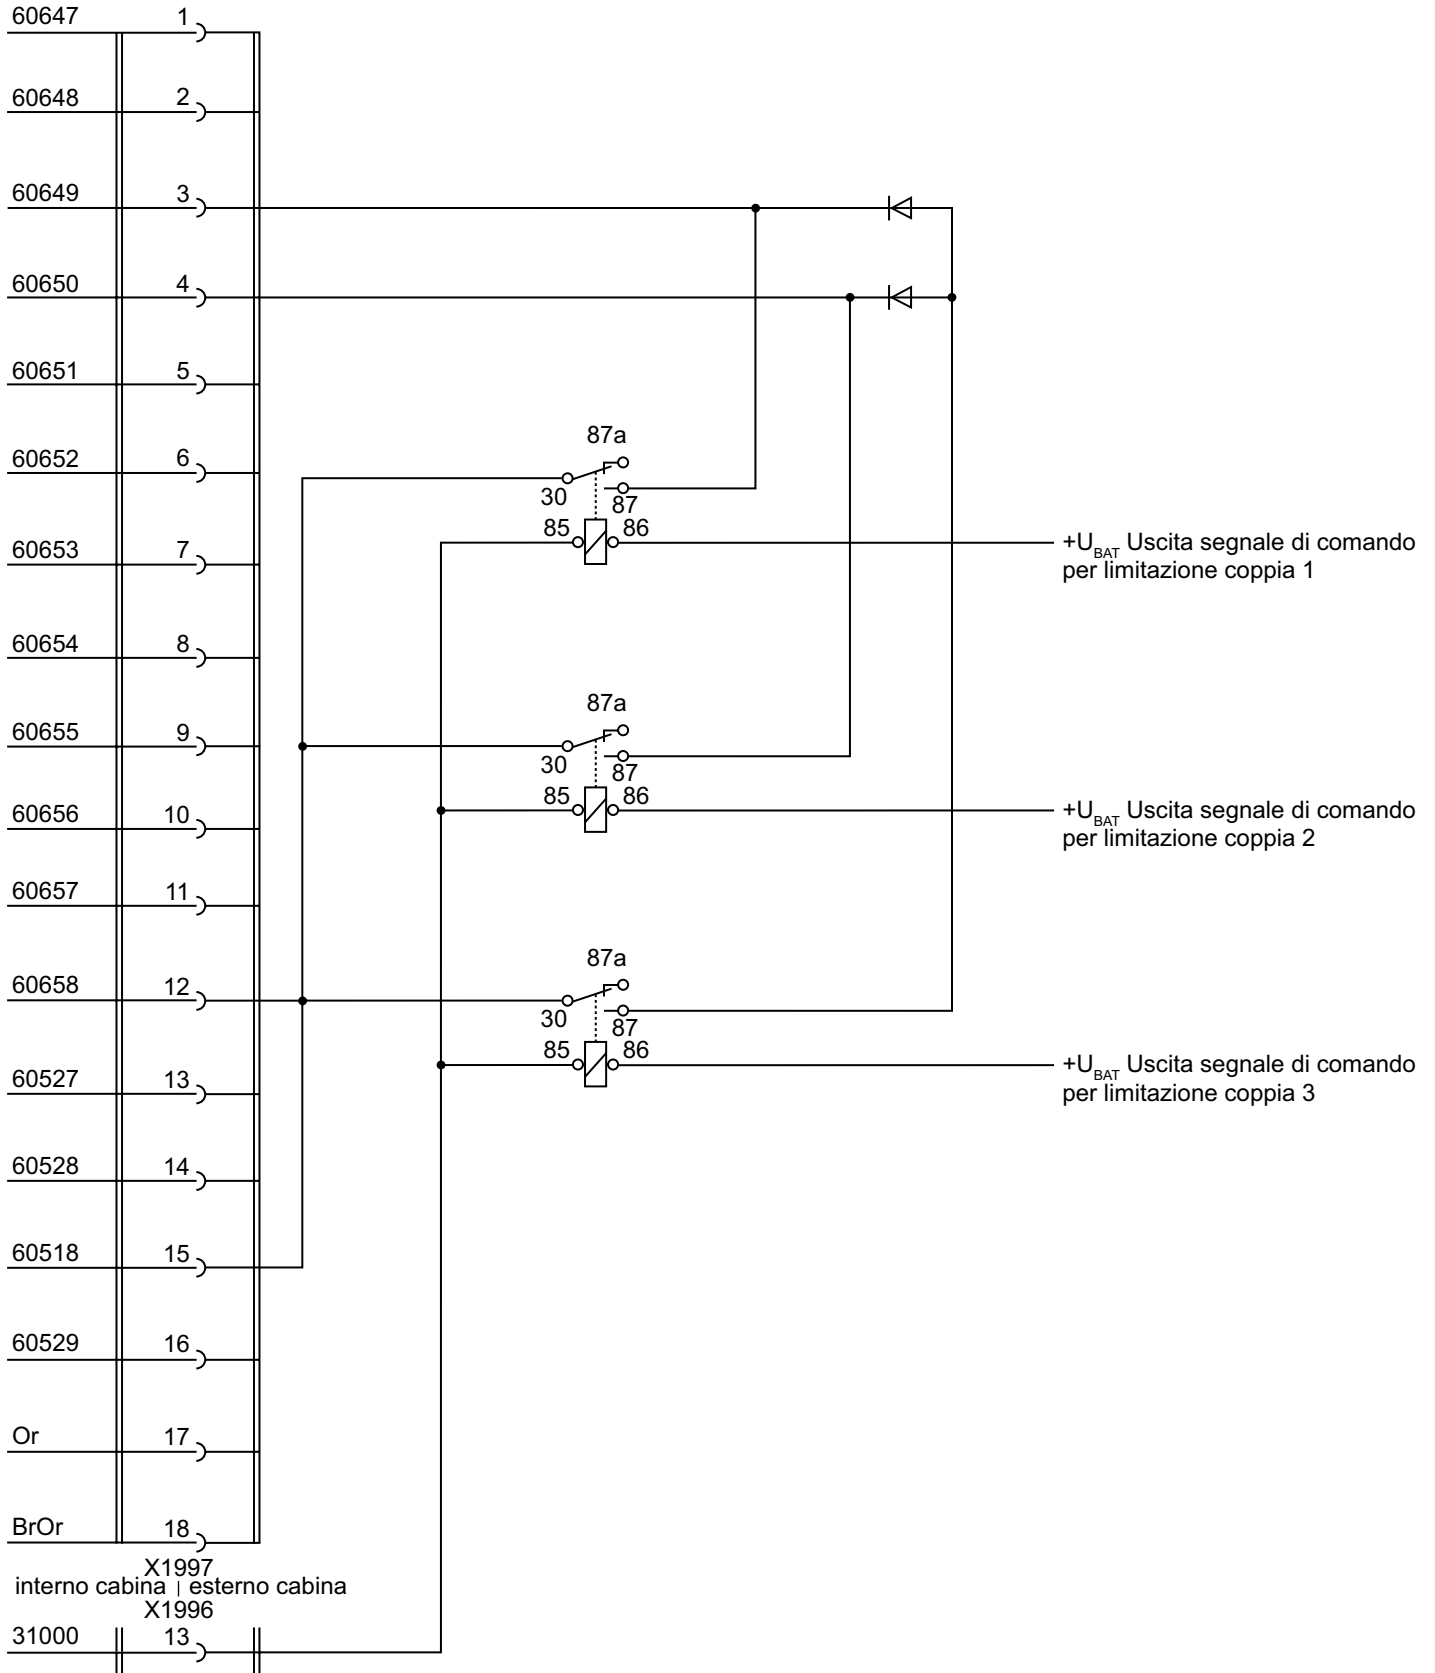 60647 1
60648 2
60649 3
60650 4
60651 5
87a
60652 6
30
87
85 86
60653 7
+UBAT Uscita segnale di comando
per limitazione coppia 1
60654 8
87a
60655 9
30
87
85 86
60656 10
+UBAT Uscita segnale di comando
per limitazione coppia 2
60657 11
87a
60658 12
30
87
85 86
+UBAT Uscita segnale di comando
per limitazione coppia 3
60527 13
60528 14
60518 15
60529 16
Or 17
BrOr 18
X1997
interno cabina | esterno cabina
X1996
31000 13